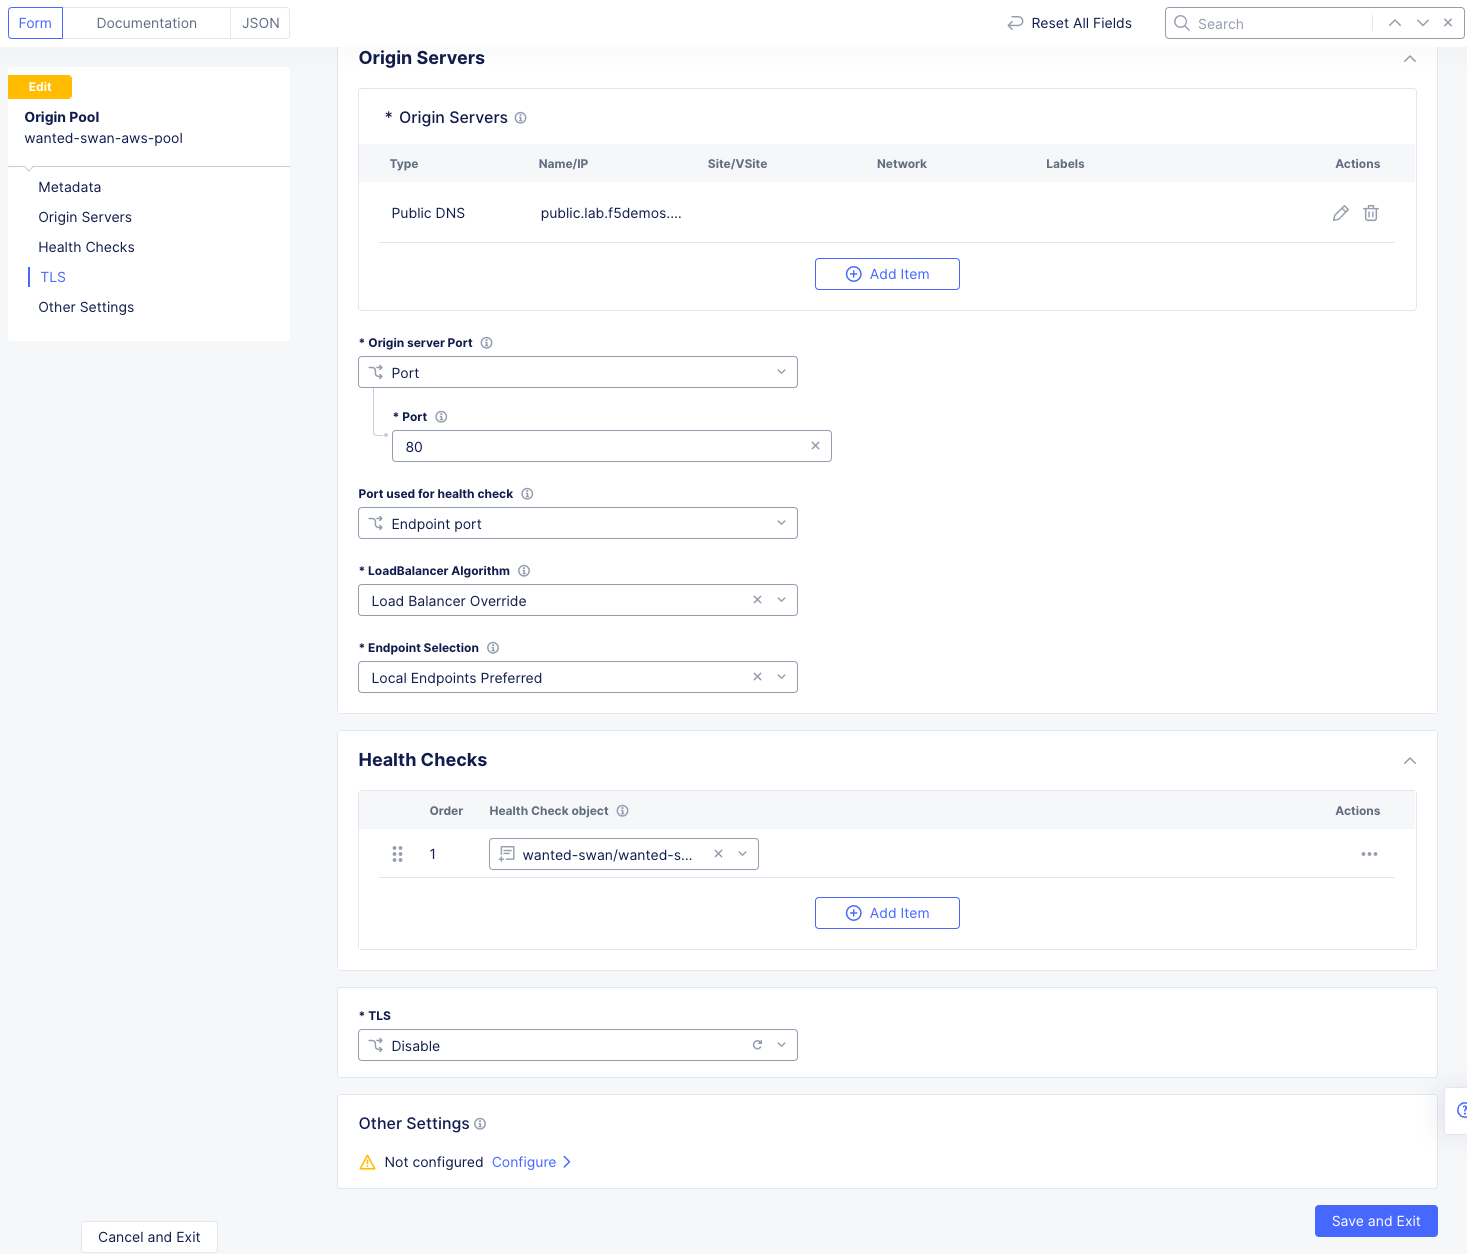 Form Documentation JSON
Reset All Fields
Search
Edit
Origin Pool
wanted-swan-aws-pool
Metadata
Origin Servers
Health Checks
TLS
Other Settings
Origin Servers
* Origin Servers
Type Name/IP Site/VSite Network Labels Actions
Public DNS public.lab.f5demos....
Add Item
* Origin server Port
Port
* Port
80
Port used for health check
Endpoint port
* LoadBalancer Algorithm
Load Balancer Override
* Endpoint Selection
Local Endpoints Preferred
Health Checks
Order Health Check object Actions
1 wanted-swan/wanted-s...
Add Item
* TLS
Disable
Other Settings
Not configured Configure
Cancel and Exit
Save and Exit